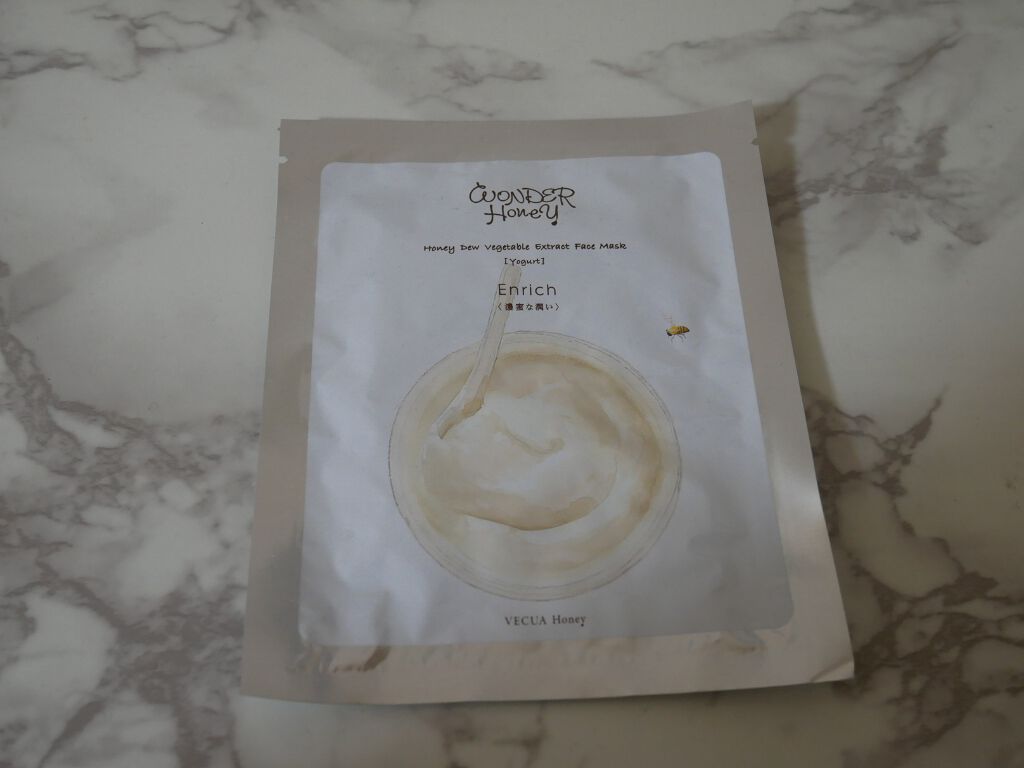 WONDER
Honey
Honey Dew Vegetable Extract Face Mask
[Yogurt]
Enrich
〈濃蜜な潤い〉
VECUA Honey